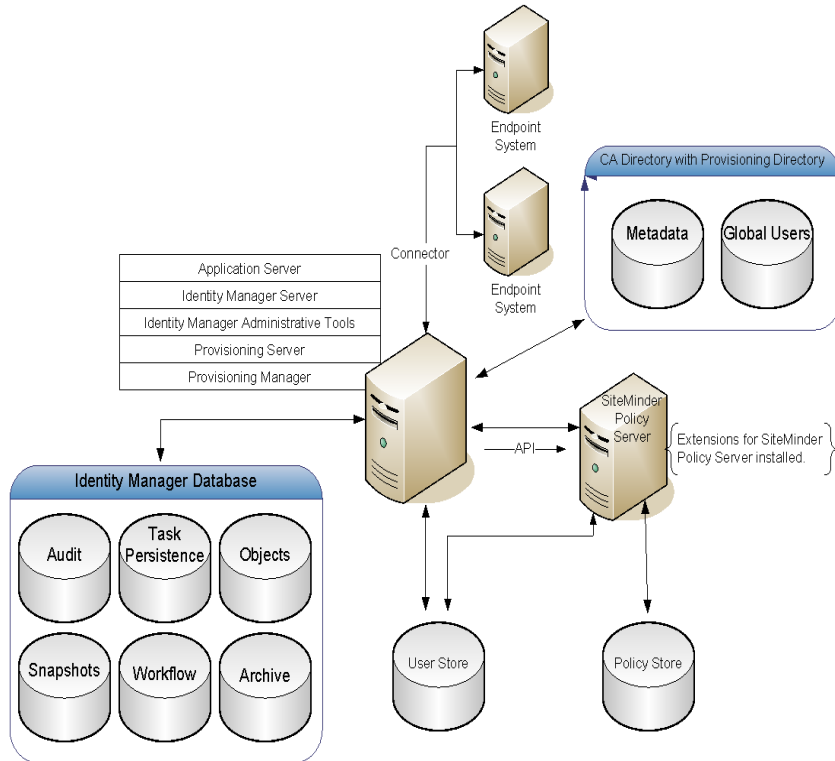 Endpoint
System
CA Directory with Provisioning Directory
Metadata
Global Users
Connector
Endpoint
System
Application Server
Identity Manager Server
Identity Manager Administrative Tools
Provisioning Server
Provisioning Manager
SiteMinder
Policy
Server
API
Extensions for SiteMinder
Policy Server installed.
Identity Manager Database
Audit
Task
Persistence
Objects
Snapshots
Workflow
Archive
User Store
Policy Store